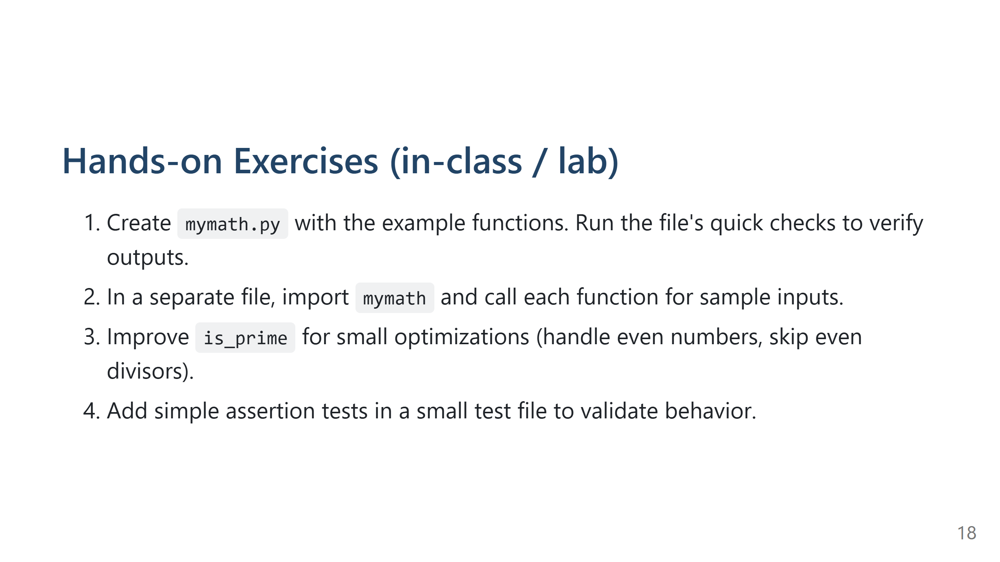 Hands-on Exercises (in-class / lab)
1. Create mymath.py with the example functions. Run the file's quick checks to verify
outputs.
2. In a separate file, import mymath and call each function for sample inputs.
3. Improve is_prime for small optimizations (handle even numbers, skip even
divisors).
4. Add simple assertion tests in a small test file to validate behavior.
18